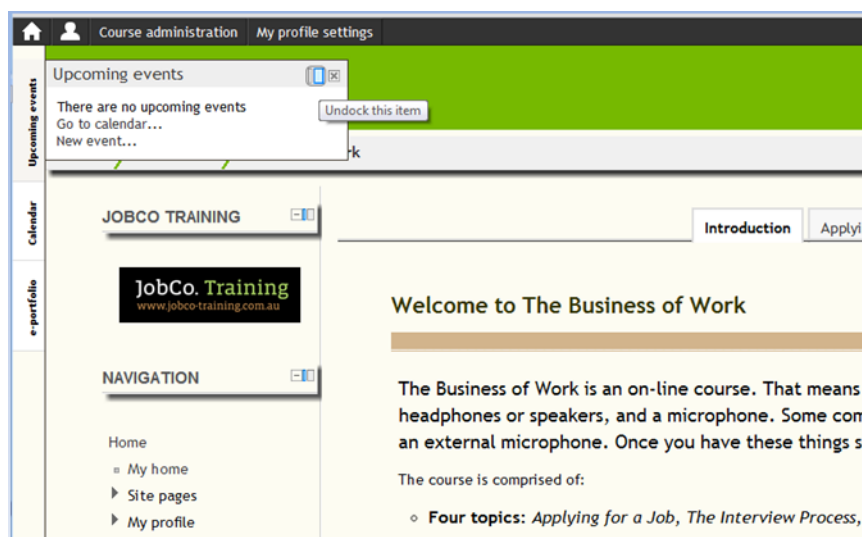 Course administration My profile settings
Upcoming events
There are no upcoming events
Go to calendar...
New event...
Undock this item
Upcoming events
Calendar
e-portfolio
JOBCO TRAINING
JobCo. Training
www.jobco-training.com.au
NAVIGATION
Home
My home
Site pages
My profile
Introduction
Welcome to The Business of Work
The Business of Work is an on-line course. That means
headphones or speakers, and a microphone. Some
an external microphone. Once you have these things
The course is comprised of:
Four topics: Applying for a Job, The Interview Process,